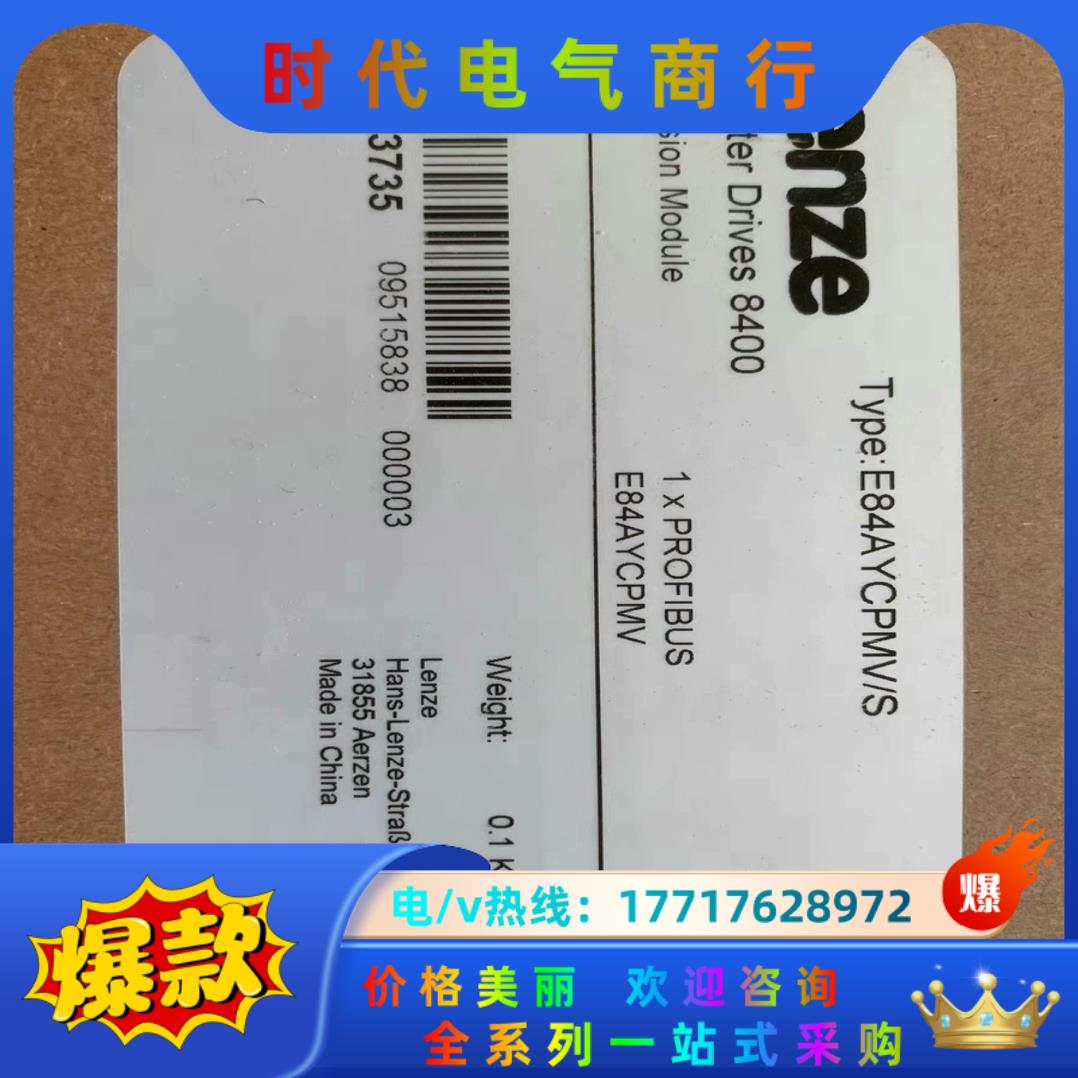 时代电气商行
enze
Type:E84AYCPMV/S
ter Drives 8400
sion Module
1 x PROFIBUS
E84AYCPMV
Weight: 0.1 K
3735 09515838 000003
Lenze
Hans-Lenze-Straß
31855 Aerzen
Made in China
爆款
电/v热线：17717628972
爆
价格美丽 欢迎咨询
全系列一站式采购